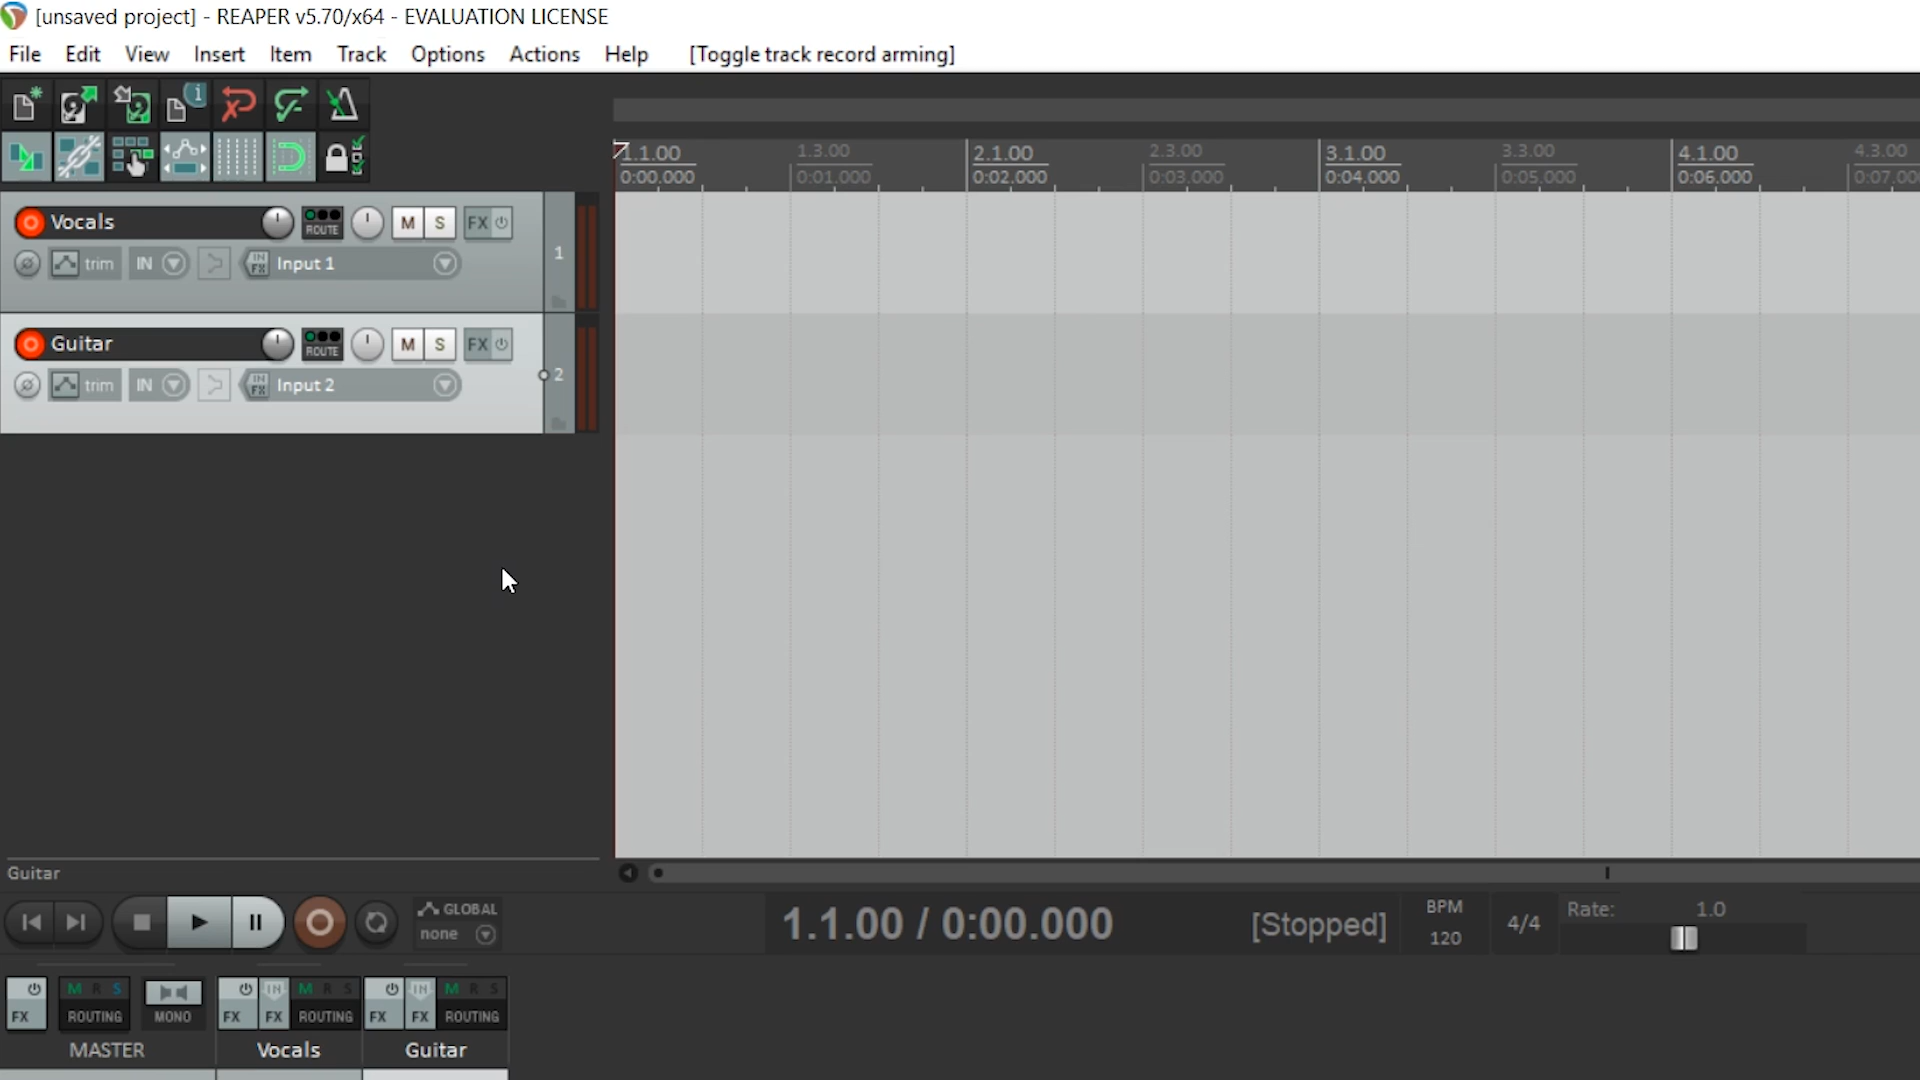 [unsaved project] - REAPER v5.70/x64 - EVALUATION LICENSE
File Edit View Insert Item Track Options Actions Help [Toggle track record arming]
1.1.00 1.3.00 2.1.00 2.3.00 3.1.00 3.3.00 4.1.00 4.3.00
0:00.000 0:01.000 0:02.000 0:03.000 0:04.000 0:05.000 0:06.000 0:07.00
Vocals ROUTE M S FX
trim IN IN FX Input 1 1
Guitar ROUTE M S FX
trim IN IN FX Input 2 2
Guitar
GLOBAL
none
1.1.00 / 0:00.000 [Stopped] BPM 120 4/4 Rate: 1.0
FX M R S ROUTING MONO FX IN FX M R S ROUTING FX IN FX M R S ROUTING
MASTER Vocals Guitar